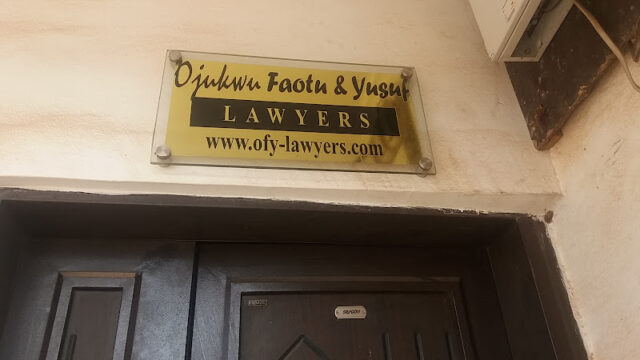 Ojukwu Faotu & Yusuf
LAWYERS
www.ofy-lawyers.com